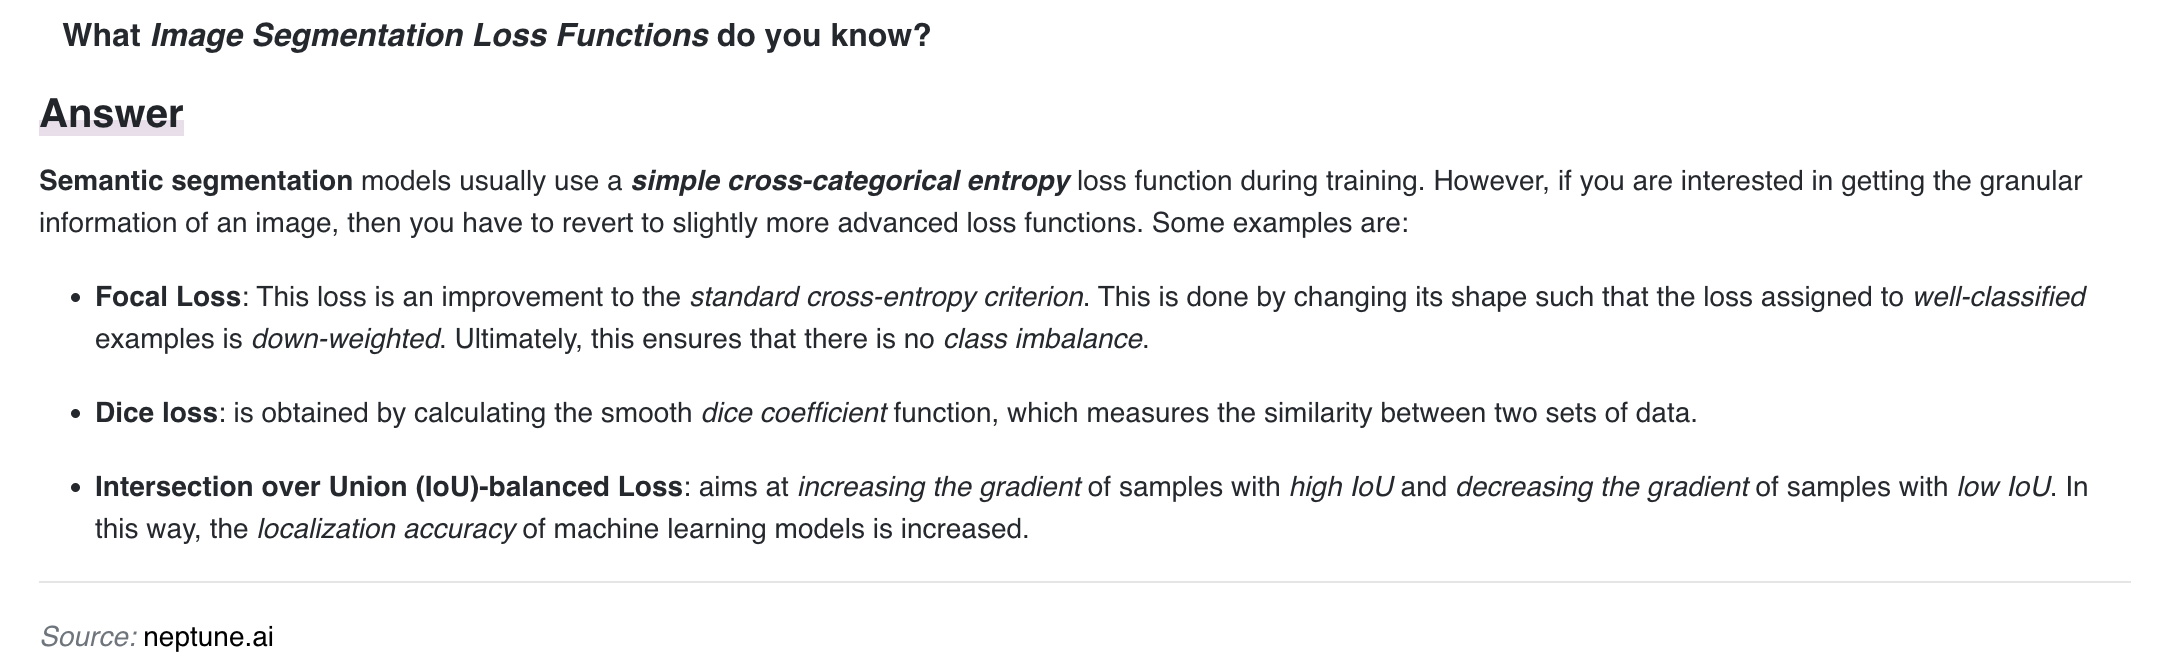 What Image Segmentation Loss Functions do you know?
Answer
Semantic segmentation models usually use a simple cross-categorical entropy loss function during training. However, if you are interested in getting the granular
information of an image, then you have to revert to slightly more advanced loss functions. Some examples are:
• Focal Loss: This loss is an improvement to the standard cross-entropy criterion. This is done by changing its shape such that the loss assigned to well-classified
examples is down-weighted. Ultimately, this ensures that there is no class imbalance.
• Dice loss: is obtained by calculating the smooth dice coefficient function, which measures the similarity between two sets of data.
• Intersection over Union (IoU)-balanced Loss: aims at increasing the gradient of samples with high IoU and decreasing the gradient of samples with low IoU. In
this way, the localization accuracy of machine learning models is increased.
Source: neptune.ai